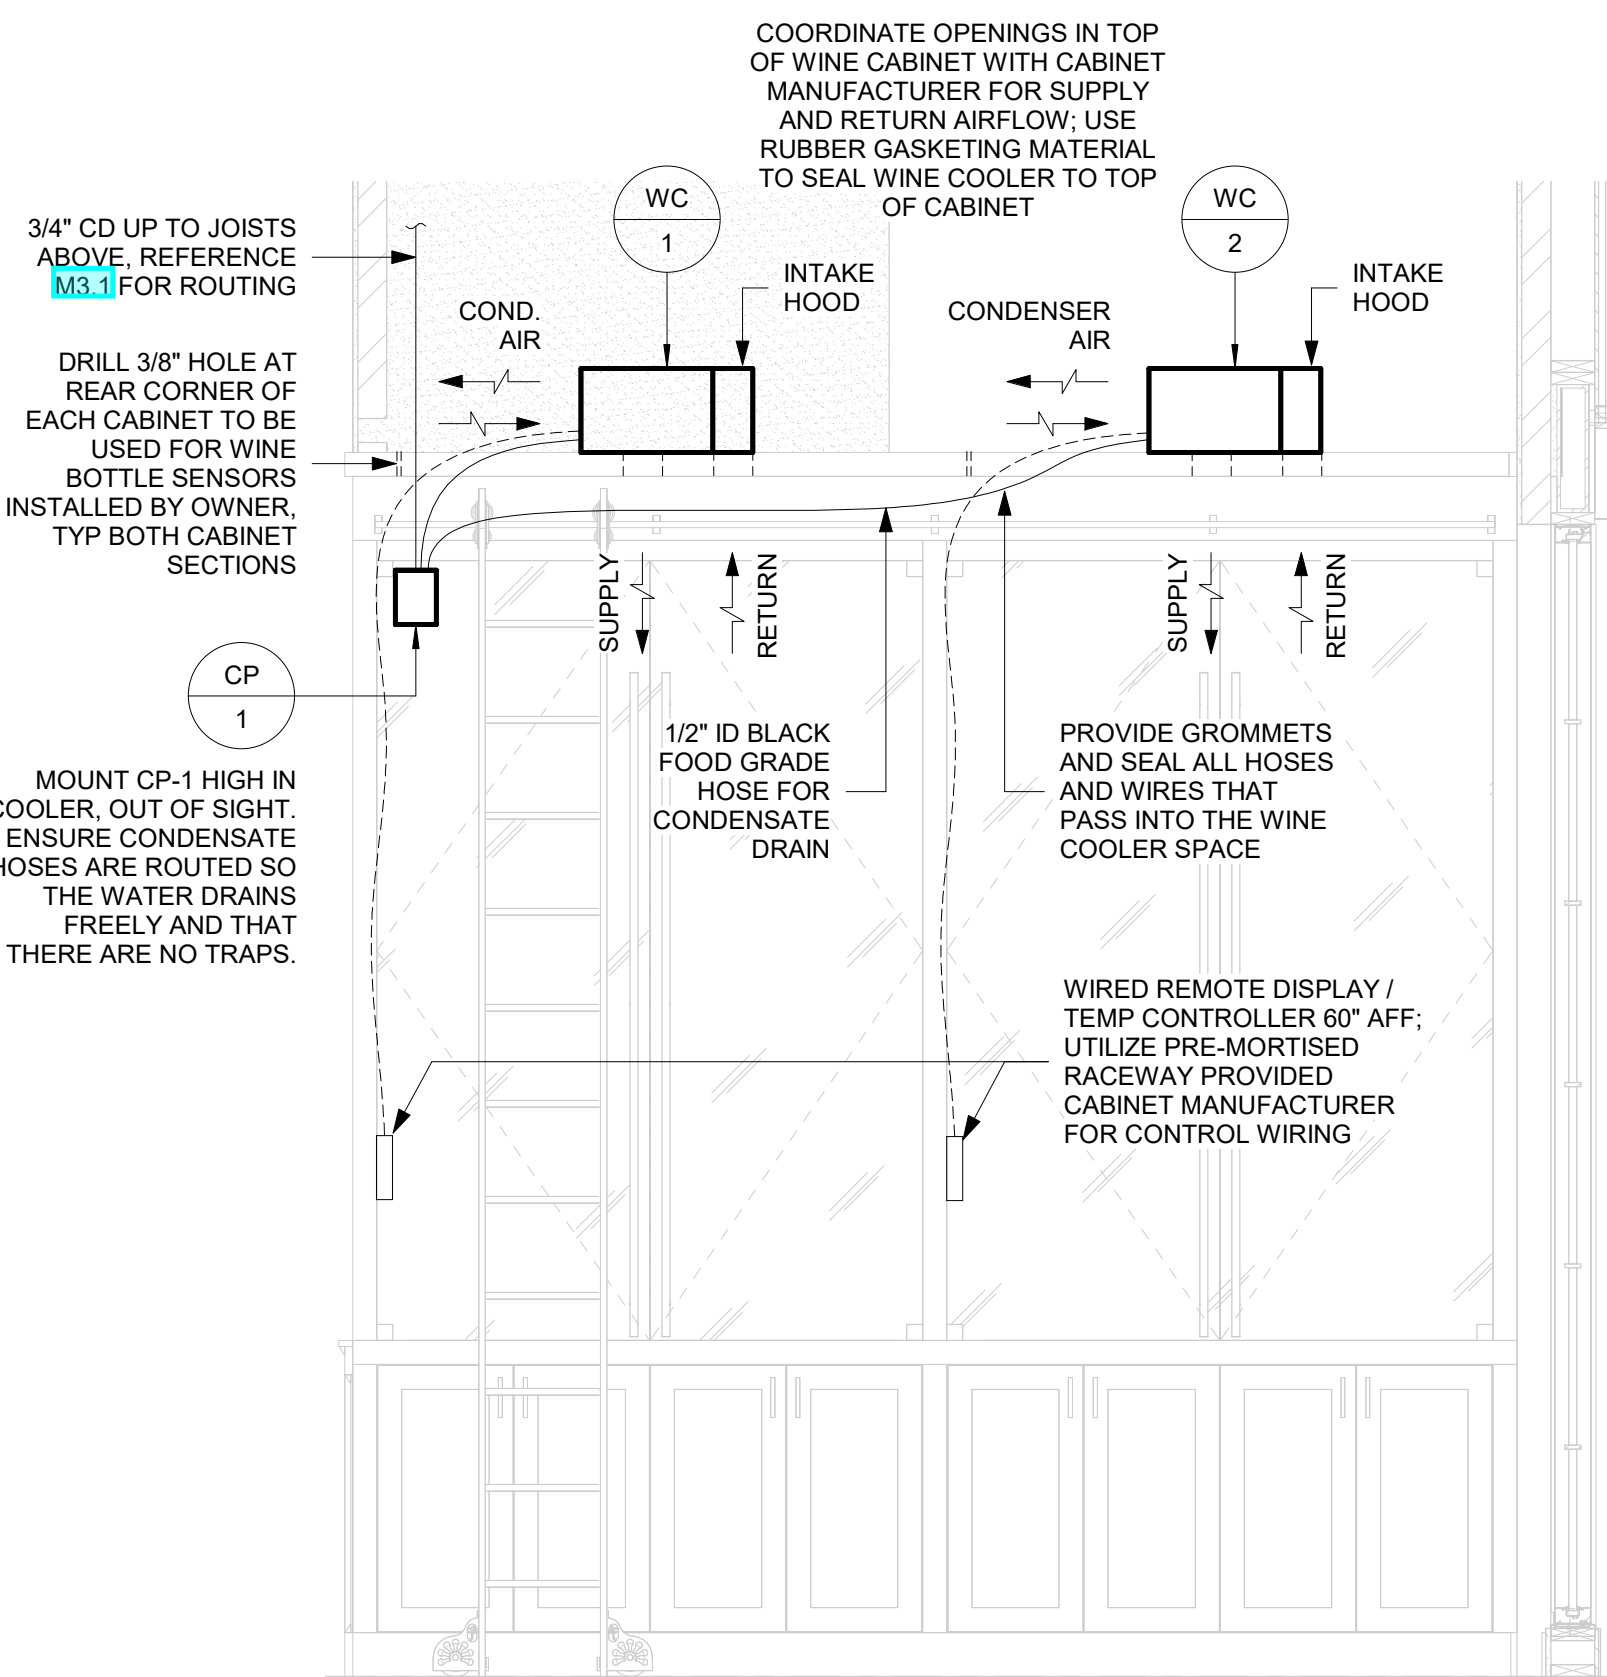 COORDINATE OPENINGS IN TOP
OF WINE CABINET WITH CABINET
MANUFACTURER FOR SUPPLY
AND RETURN AIRFLOW; USE
RUBBER GASKETING MATERIAL
TO SEAL WINE COOLER TO TOP
OF CABINET
WC
1
WC
2
3/4" CD UP TO JOISTS
ABOVE, REFERENCE
M3.1 FOR ROUTING
INTAKE
HOOD
INTAKE
HOOD
COND.
AIR
CONDENSER
AIR
DRILL 3/8" HOLE AT
REAR CORNER OF
EACH CABINET TO BE
USED FOR WINE
BOTTLE SENSORS
INSTALLED BY OWNER,
TYP BOTH CABINET
SECTIONS
SUPPLY
RETURN
SUPPLY
RETURN
CP
1
MOUNT CP-1 HIGH IN
COOLER, OUT OF SIGHT.
ENSURE CONDENSATE
HOSES ARE ROUTED SO
THE WATER DRAINS
FREELY AND THAT
THERE ARE NO TRAPS.
1/2" ID BLACK
FOOD GRADE
HOSE FOR
CONDENSATE
DRAIN
PROVIDE GROMMETS
AND SEAL ALL HOSES
AND WIRES THAT
PASS INTO THE WINE
COOLER SPACE
WIRED REMOTE DISPLAY /
TEMP CONTROLLER 60" AFF;
UTILIZE PRE-MORTISED
RACEWAY PROVIDED
CABINET MANUFACTURER
FOR CONTROL WIRING